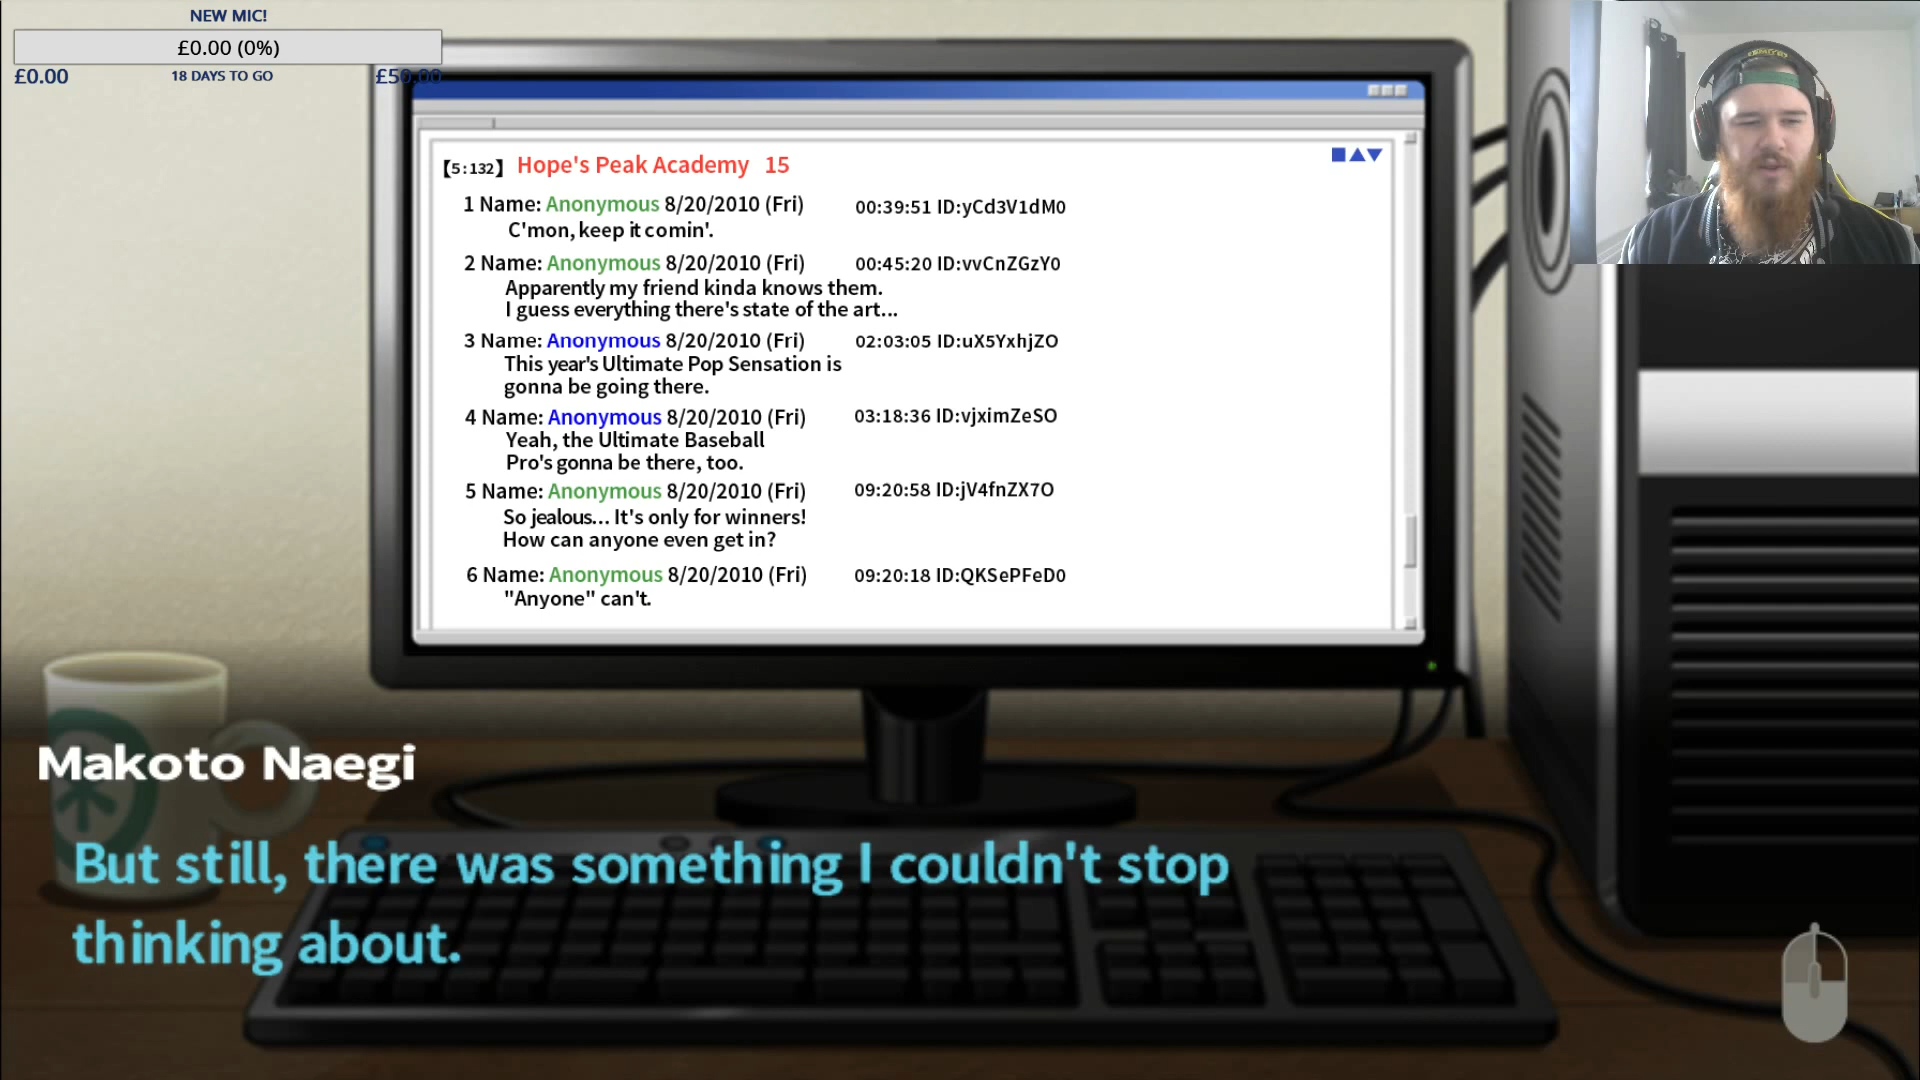 NEW MIC!
£0.00 (0%)
£0.00 18 DAYS TO GO £50.00
【5:132】 Hope's Peak Academy 15
1 Name: Anonymous 8/20/2010 (Fri) 00:39:51 ID:yCd3V1dM0
C'mon, keep it comin'.
2 Name: Anonymous 8/20/2010 (Fri) 00:45:20 ID:vvCnZGzY0
Apparently my friend kinda knows them.
I guess everything there's state of the art...
3 Name: Anonymous 8/20/2010 (Fri) 02:03:05 ID:uX5YxhjZO
This year's Ultimate Pop Sensation is
gonna be going there.
4 Name: Anonymous 8/20/2010 (Fri) 03:18:36 ID:vjximZeSO
Yeah, the Ultimate Baseball
Pro's gonna be there, too.
5 Name: Anonymous 8/20/2010 (Fri) 09:20:58 ID:jV4fnZX7O
So jealous... It's only for winners!
How can anyone even get in?
6 Name: Anonymous 8/20/2010 (Fri) 09:20:18 ID:QKSePFeD0
"Anyone" can't.
Makoto Naegi
But still, there was something I couldn't stop
thinking about.